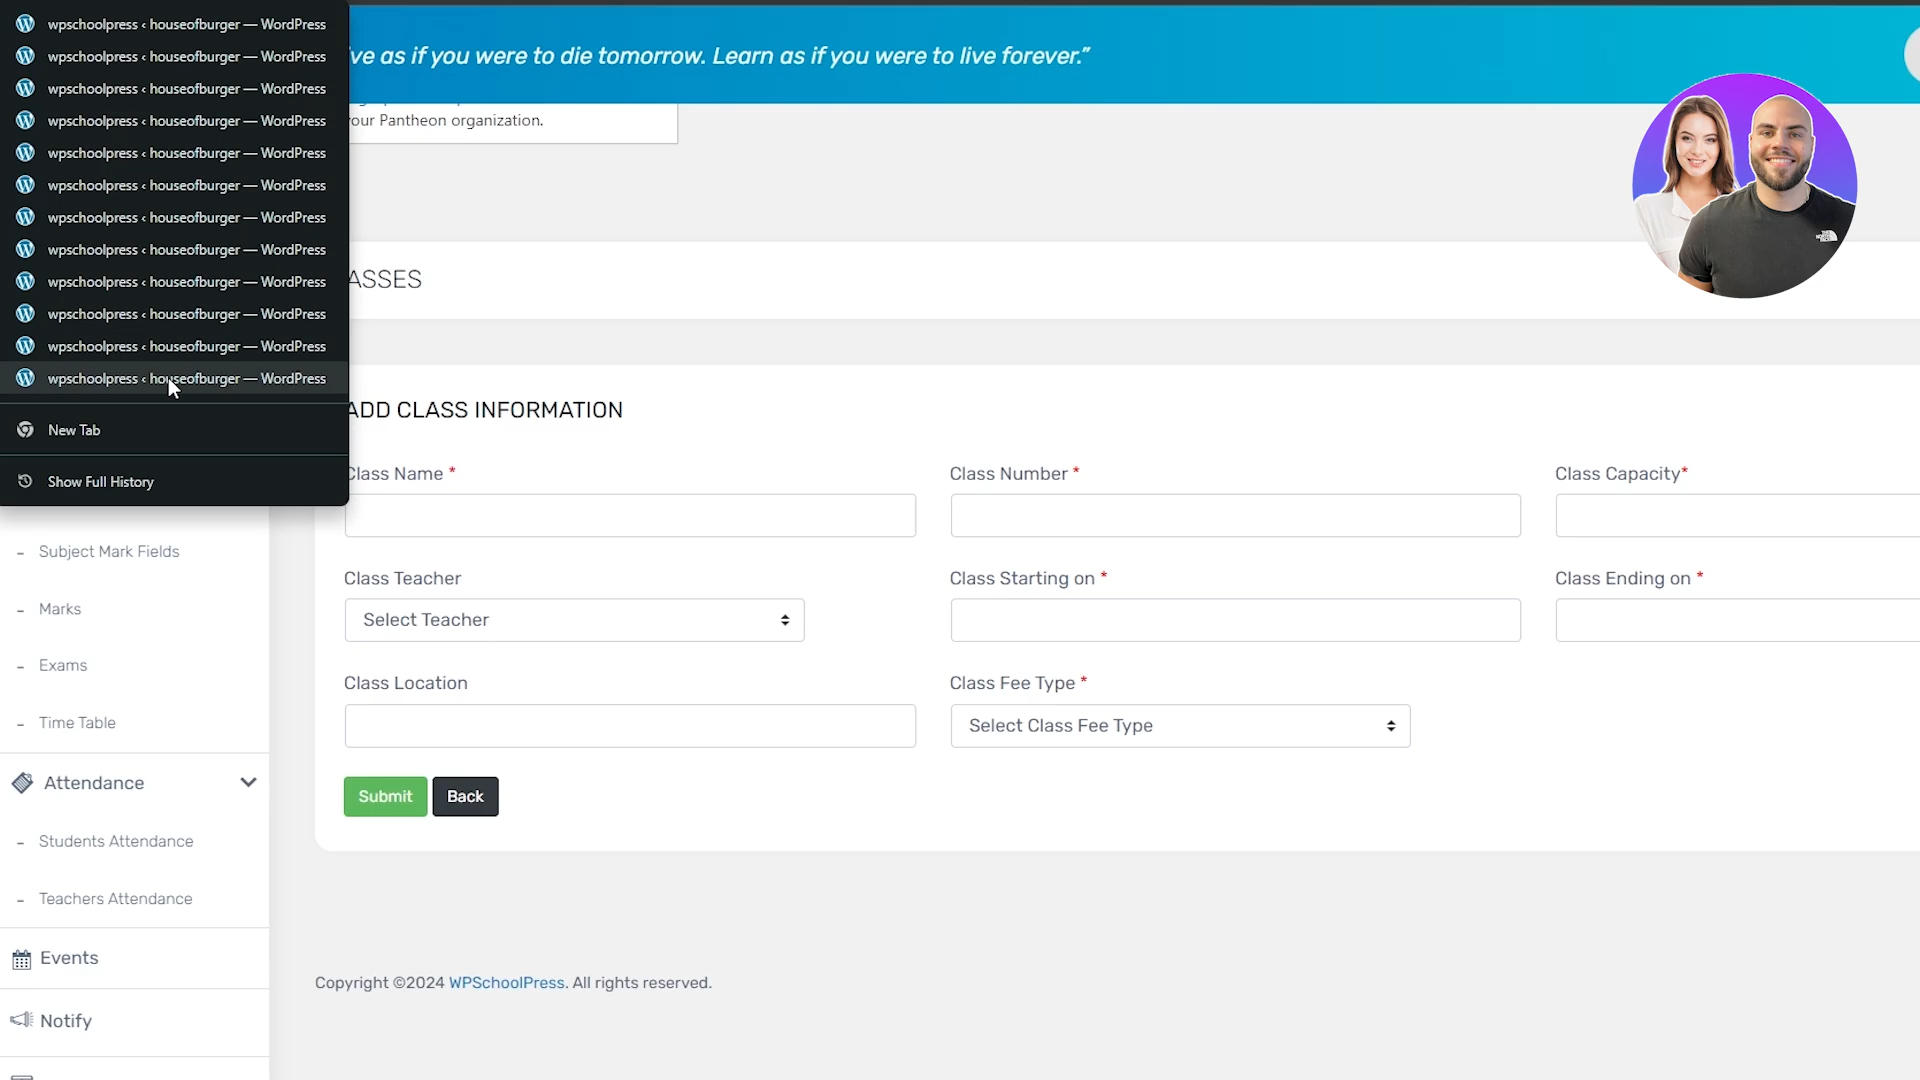 wpschoolpress ‹ houseofburger — WordPress
wpschoolpress ‹ houseofburger — WordPress
wpschoolpress ‹ houseofburger — WordPress
wpschoolpress ‹ houseofburger — WordPress
wpschoolpress ‹ houseofburger — WordPress
wpschoolpress ‹ houseofburger — WordPress
wpschoolpress ‹ houseofburger — WordPress
wpschoolpress ‹ houseofburger — WordPress
wpschoolpress ‹ houseofburger — WordPress
wpschoolpress ‹ houseofburger — WordPress
wpschoolpress ‹ houseofburger — WordPress
wpschoolpress ‹ houseofburger — WordPress
New Tab
Show Full History
ve as if you were to die tomorrow. Learn as if you were to live forever.”
our Pantheon organization.
ASSES
ADD CLASS INFORMATION
Class Name * Class Number * Class Capacity*
Class Teacher Class Starting on * Class Ending on *
Select Teacher
Class Location Class Fee Type *
Select Class Fee Type
Submit Back
- Subject Mark Fields
- Marks
- Exams
- Time Table
Attendance
- Students Attendance
- Teachers Attendance
Events
Notify
Copyright ©2024 WPSchoolPress. All rights reserved.